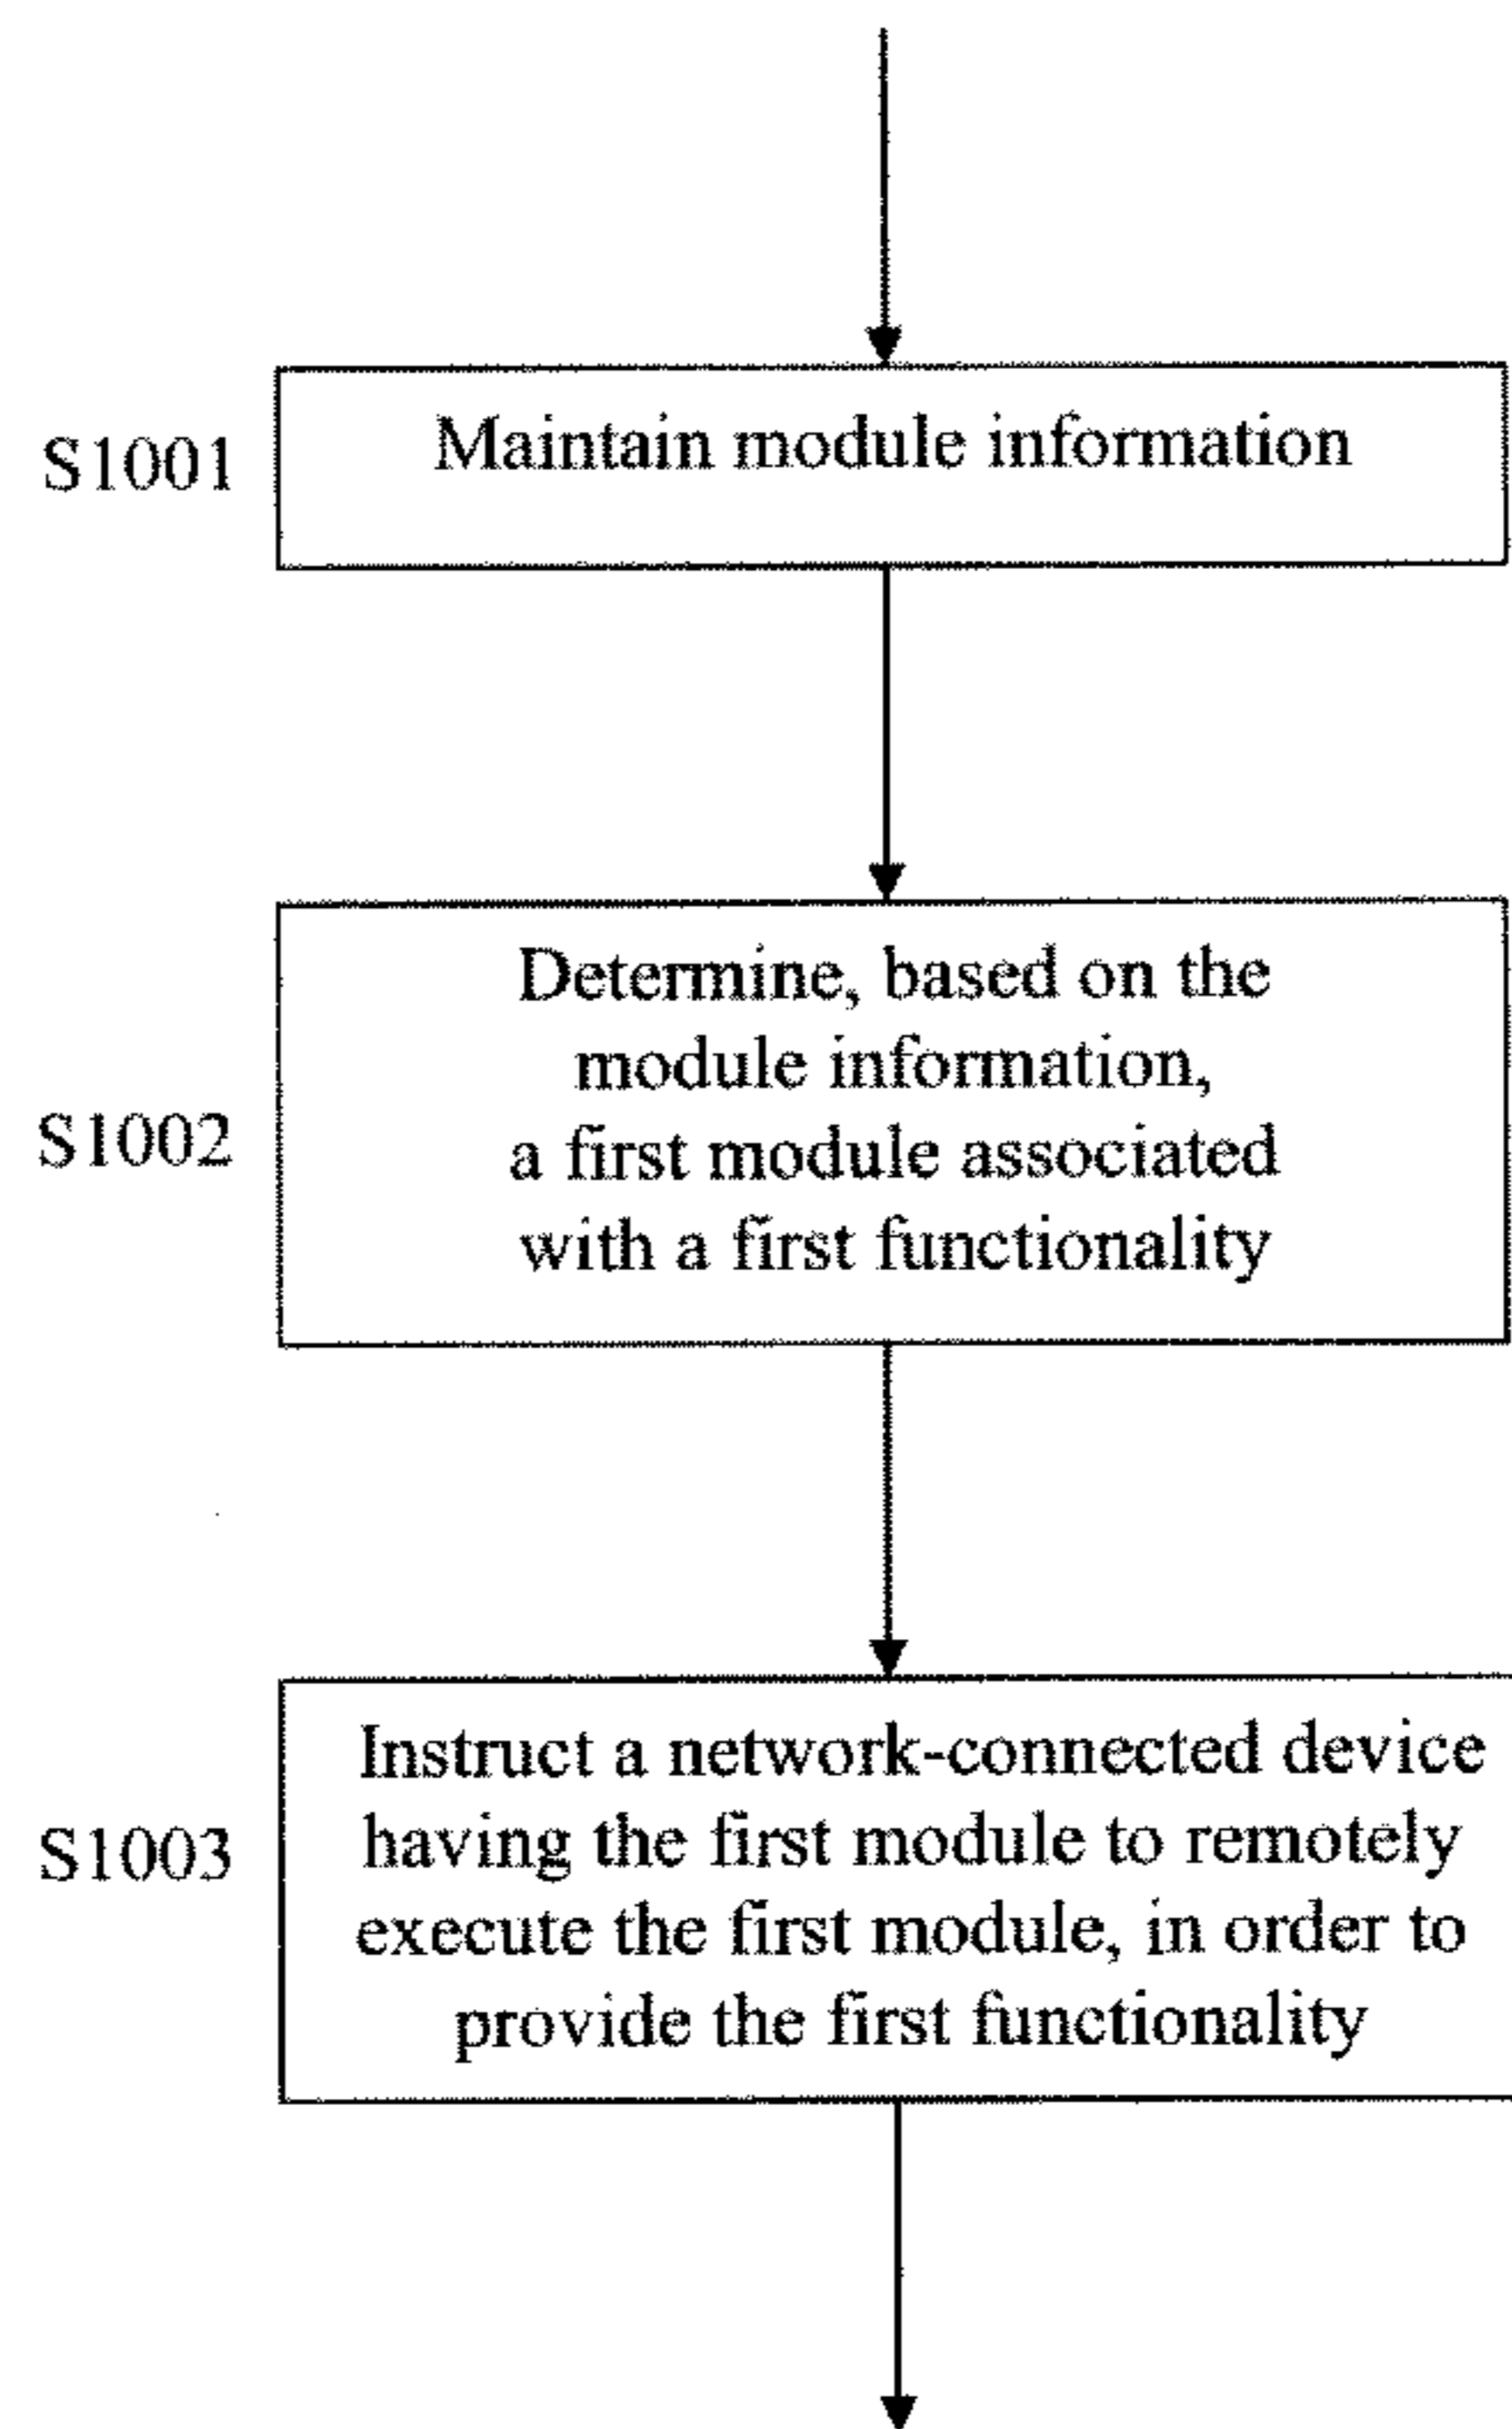 S1001
Maintain module information
S1002
Determine, based on the
module information,
a first module associated
with a first functionality
S1003
Instruct a network-connected device
having the first module to remotely
execute the first module, in order to
provide the first functionality